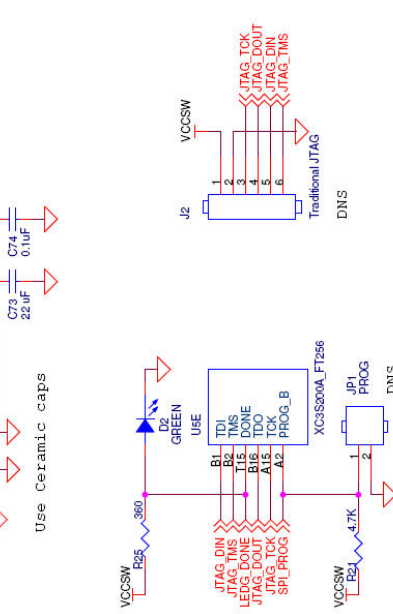 C73
22 uF
C74
0.1uF
Use Ceramic caps
VCCSW
R25
360
D2
GREEN
U5E
JTAG_DIN
B1
TDI
JTAG_TMS
B2
TMS
LEDG_DONE
T15
DONE
JTAG_DOUT
B16
TDO
JTAG_TCK
A15
TCK
SPI_PROG
A2
PROG_B
XC3S200A_FT256
VCCSW
R21
4.7K
1
2
JP1
PROG
DNS
J2
VCCSW
1
2
3
JTAG_TCK
4
JTAG_DOUT
5
JTAG_DIN
6
JTAG_TMS
Traditional JTAG
DNS